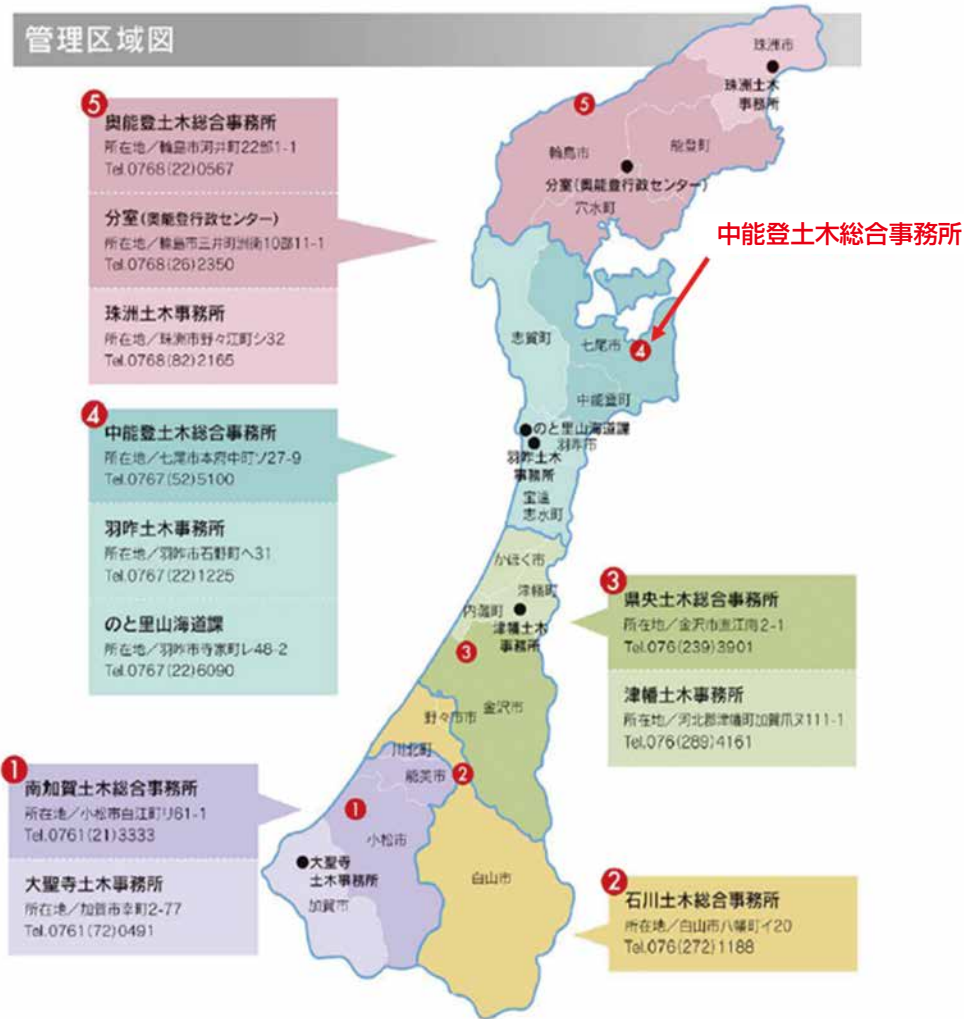 管理区域図
5
奥能登土木総合事務所
所在地／輪島市河井町22部1-1
Tel.0768(22)0567
分室(奥能登行政センター)
所在地／輪島市三井町洲衛10部11-1
Tel.0768(26)2350
珠洲土木事務所
所在地／珠洲市野々江町シ32
Tel.0768(82)2165
4
中能登土木総合事務所
所在地／七尾市本府中町ソ27-9
Tel.0767(52)5100
羽咋土木事務所
所在地／羽咋市石野町ヘ31
Tel.0767(22)1225
のと里山海道課
所在地／羽咋市寺家町レ48-2
Tel.0767(22)6090
1
南加賀土木総合事務所
所在地／小松市白江町リ61-1
Tel.0761(21)3333
大聖寺土木事務所
所在地／加賀市幸町2-77
Tel.0761(72)0491
珠洲市
珠洲土木
事務所
5
輪島市
能登町
分室(奥能登行政センター)
穴水町
中能登土木総合事務所
志賀町
七尾市
4
中能登町
のと里山海道課
羽咋市
羽咋土木
事務所
宝達
志水町
かほく市
津幡町
内灘町
津幡土木
事務所
3
金沢市
野々市市
川北町
能美市
2
1
小松市
大聖寺
土木事務所
加賀市
白山市
3
県央土木総合事務所
所在地／金沢市直江南2-1
Tel.076(239)3901
津幡土木事務所
所在地／河北郡津幡町加賀爪ヌ111-1
Tel.076(289)4161
2
石川土木総合事務所
所在地／白山市八幡町イ20
Tel.076(272)1188